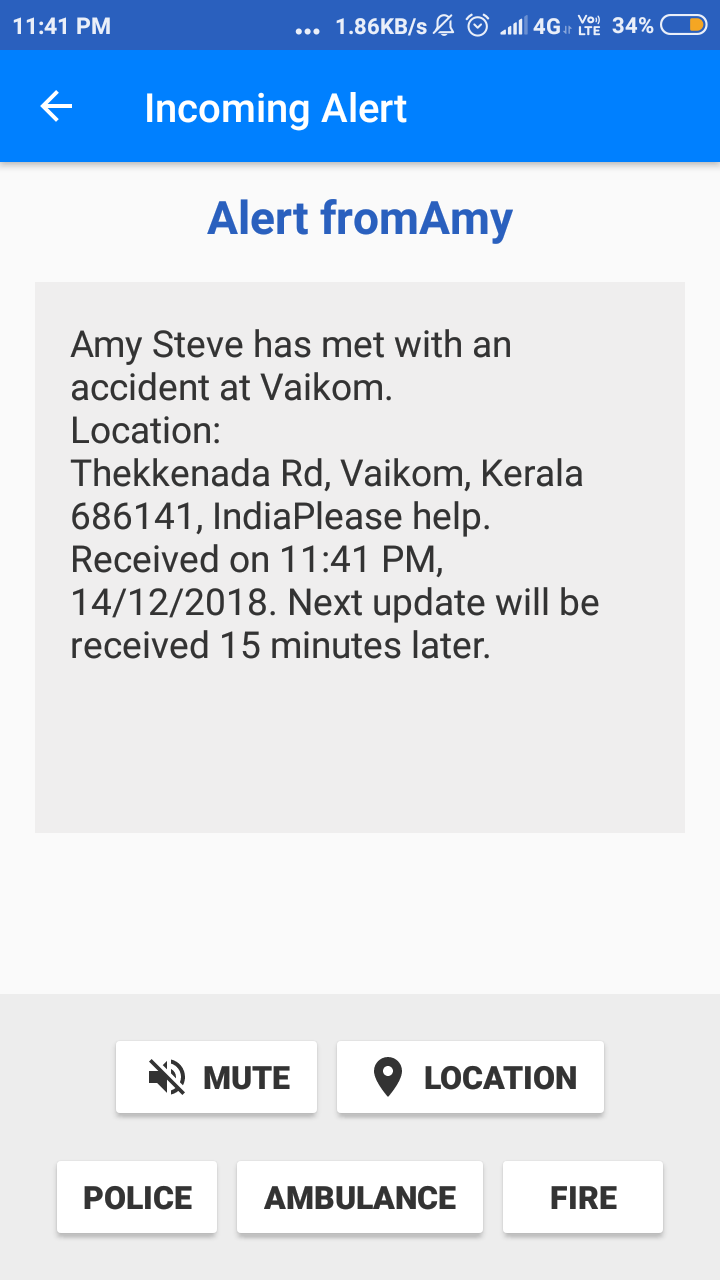 11:41 PM ... 1.86KB/s 4G VoLTE 34%
Incoming Alert
Alert fromAmy
Amy Steve has met with an
accident at Vaikom.
Location:
Thekkenada Rd, Vaikom, Kerala
686141, IndiaPlease help.
Received on 11:41 PM,
14/12/2018. Next update will be
received 15 minutes later.
MUTE LOCATION
POLICE AMBULANCE FIRE